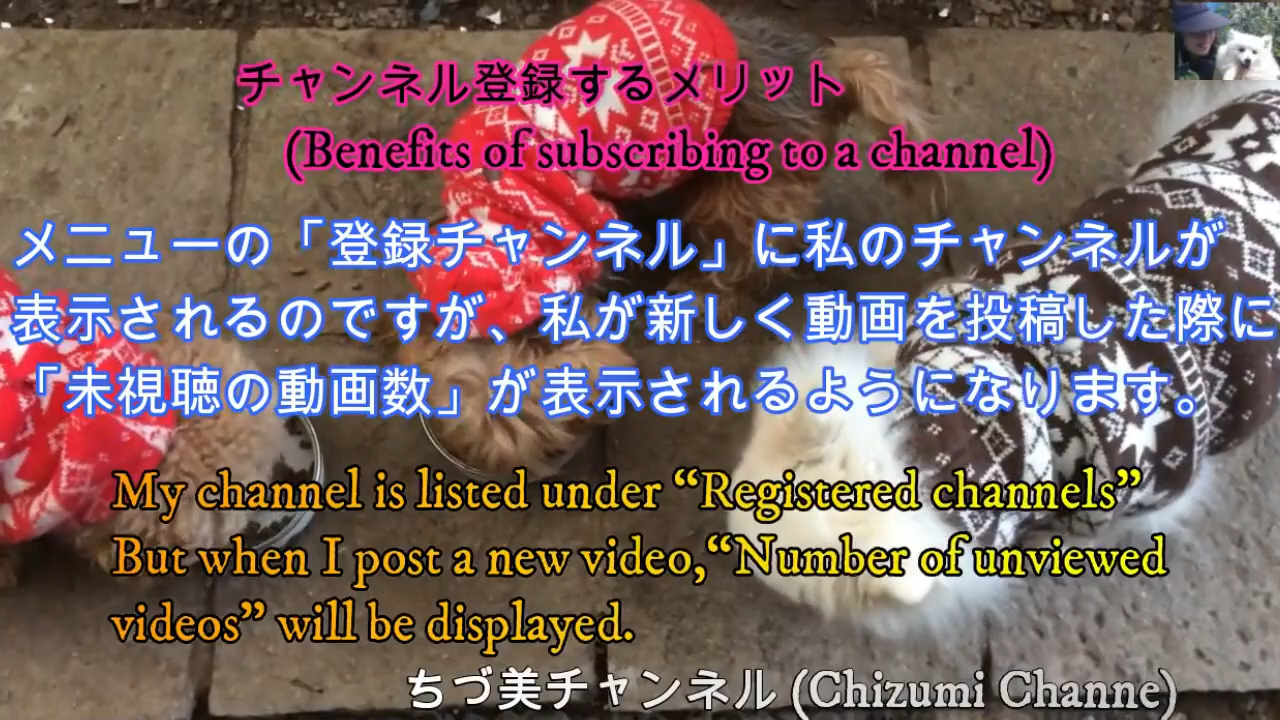 チャンネル登録するメリット
(Benefits of subscribing to a channel)
メニューの「登録チャンネル」に私のチャンネルが
表示されるのですが、私が新しく動画を投稿した際に
「未視聴の動画数」が表示されるようになります。
My channel is listed under “Registered channels”
But when I post a new video,“Number of unviewed
videos” will be displayed.
ちづ美チャンネル (Chizumi Channe)